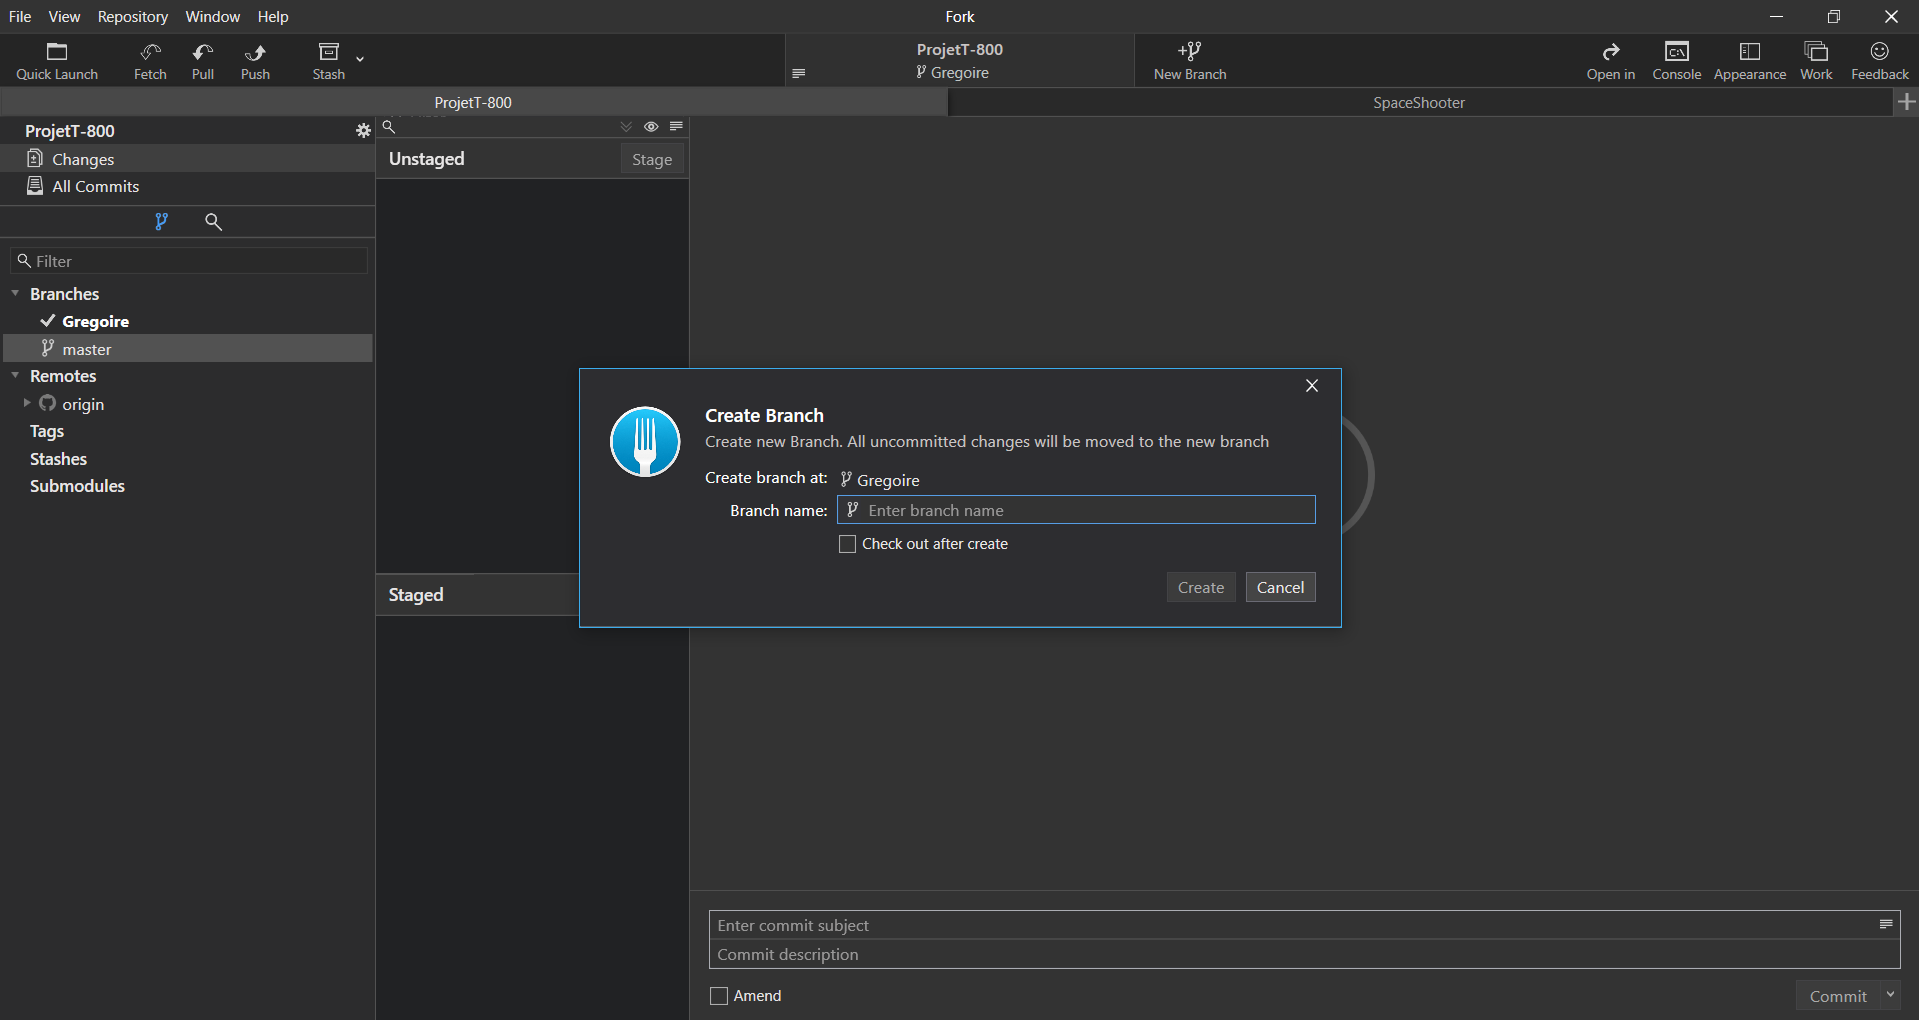 File View Repository Window Help
Fork
Quick Launch Fetch Pull Push Stash
ProjetT-800
Gregoire
New Branch
Open in Console Appearance Work Feedback
ProjetT-800
SpaceShooter
ProjetT-800
Changes
All Commits
Filter
Branches
Gregoire
master
Remotes
origin
Tags
Stashes
Submodules
Unstaged
Stage
Staged
Create Branch
Create new Branch. All uncommitted changes will be moved to the new branch
Create branch at: Gregoire
Branch name: Enter branch name
Check out after create
Create Cancel
Enter commit subject
Commit description
Amend
Commit